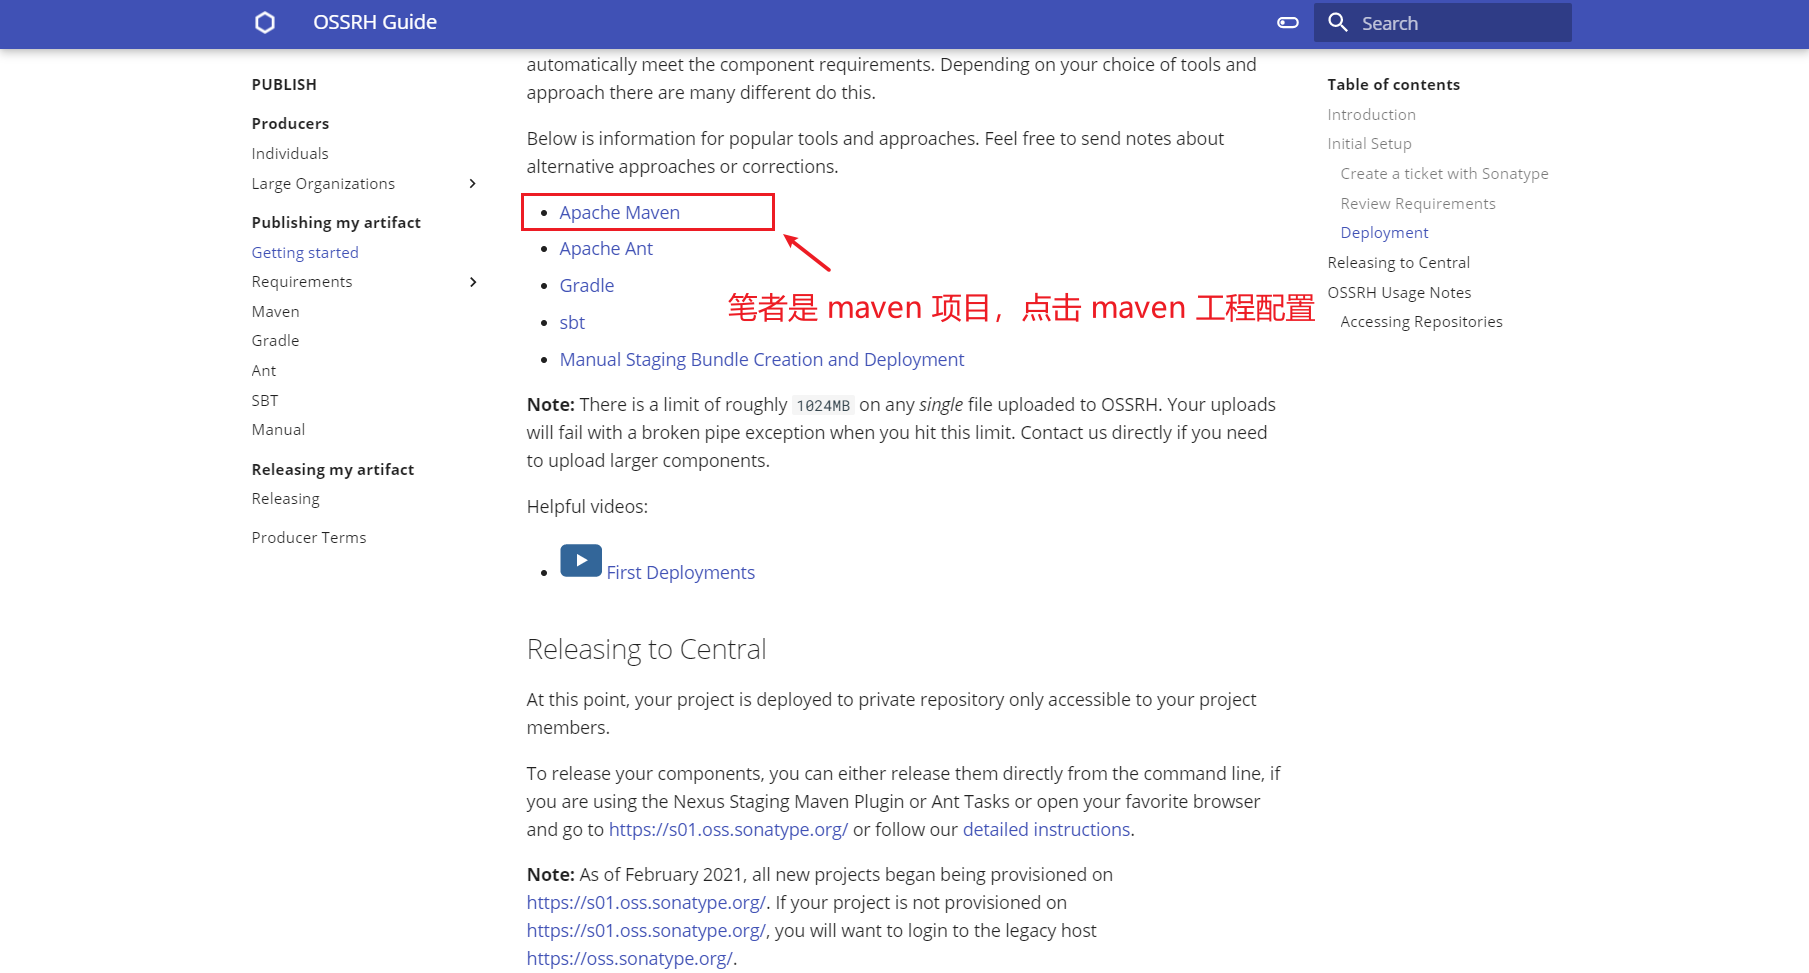 OSSRH Guide
Search
PUBLISH
Producers
Individuals
Large Organizations
Publishing my artifact
Getting started
Requirements
Maven
Gradle
Ant
SBT
Manual
Releasing my artifact
Releasing
Producer Terms
automatically meet the component requirements. Depending on your choice of tools and
approach there are many different do this.
Below is information for popular tools and approaches. Feel free to send notes about
alternative approaches or corrections.
Apache Maven
Apache Ant
Gradle
笔者是 maven 项目，点击 maven 工程配置
sbt
Manual Staging Bundle Creation and Deployment
Note: There is a limit of roughly 1024MB on any single file uploaded to OSSRH. Your uploads
will fail with a broken pipe exception when you hit this limit. Contact us directly if you need
to upload larger components.
Helpful videos:
First Deployments
Releasing to Central
At this point, your project is deployed to private repository only accessible to your project
members.
To release your components, you can either release them directly from the command line, if
you are using the Nexus Staging Maven Plugin or Ant Tasks or open your favorite browser
and go to https://s01.oss.sonatype.org/ or follow our detailed instructions.
Note: As of February 2021, all new projects began being provisioned on
https://s01.oss.sonatype.org/. If your project is not provisioned on
https://s01.oss.sonatype.org/, you will want to login to the legacy host
https://oss.sonatype.org/.
Table of contents
Introduction
Initial Setup
Create a ticket with Sonatype
Review Requirements
Deployment
Releasing to Central
OSSRH Usage Notes
Accessing Repositories